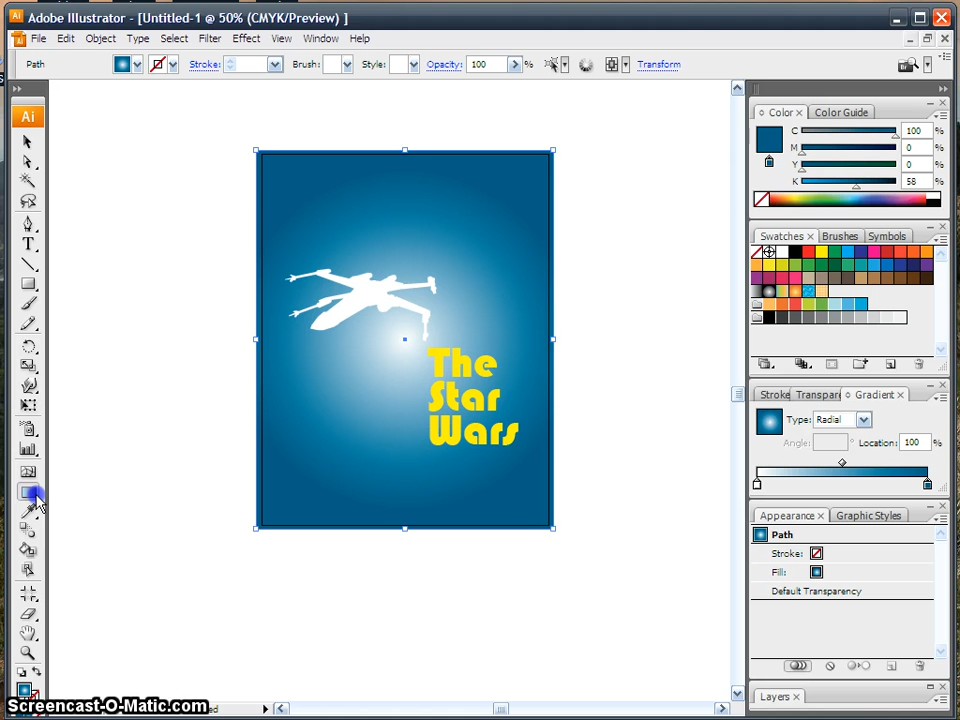 Ai Adobe Illustrator - [Untitled-1 @ 50% (CMYK/Preview) ]
File Edit Object Type Select Filter Effect View Window Help
Path Stroke: Brush: Style: Opacity: 100 % Transform
Ai
Color Color Guide
C 100 %
M 0 %
Y 0 %
K 58 %
Swatches Brushes Symbols
The
Star
Wars
Stroke Transpar Gradient
Type: Radial
Angle: ° Location: 100 %
Appearance Graphic Styles
Path
Stroke:
Fill:
Default Transparency
Layers
T
Screencast-O-Matic.com